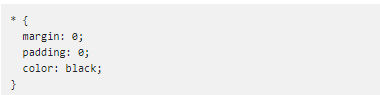 * {
  margin: 0;
  padding: 0;
  color: black;
}